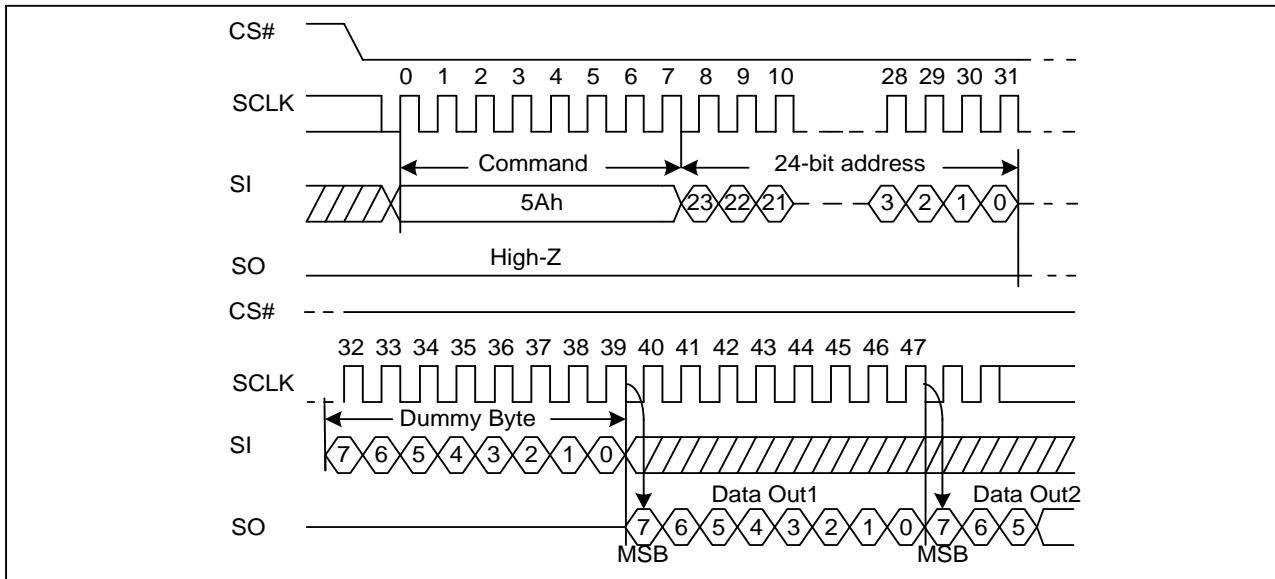 CS#
0 1 2 3 4 5 6 7 8 9 10 28 29 30 31
SCLK
Command 24-bit address
SI 5Ah 23 22 21 3 2 1 0
High-Z
SO
CS#
32 33 34 35 36 37 38 39 40 41 42 43 44 45 46 47
SCLK
Dummy Byte
SI
7 6 5 4 3 2 1 0
Data Out1 Data Out2
SO 7 6 5 4 3 2 1 0 7 6 5
MSB MSB